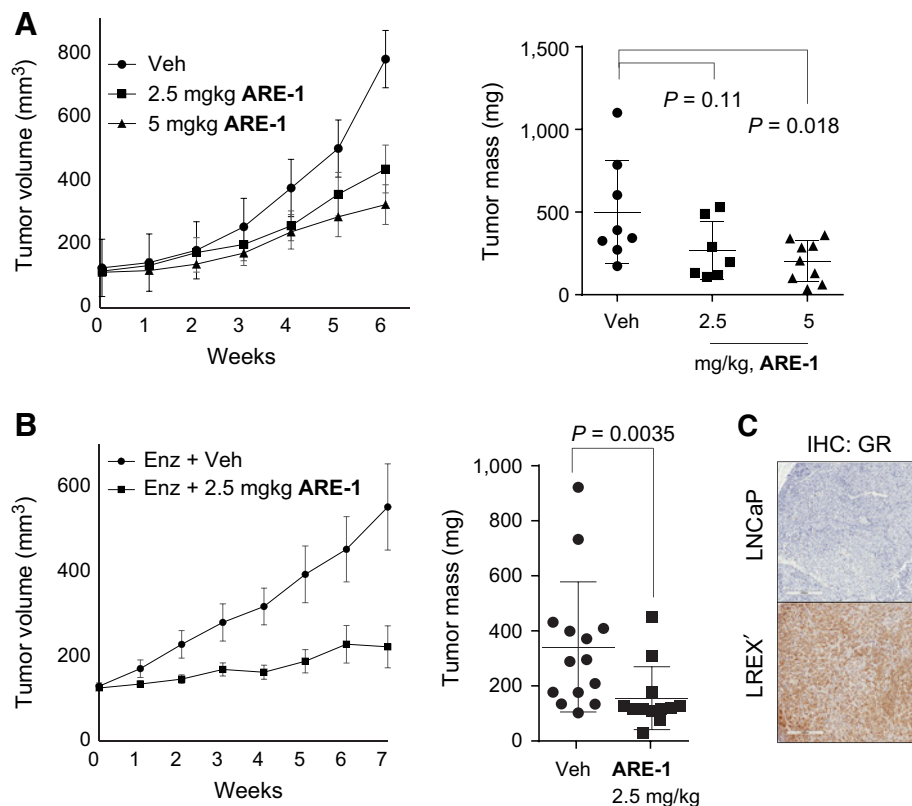 A
Tumor volume (mm³)
800
600
400
200
0
Veh
2.5 mgkg ARE-1
5 mgkg ARE-1
0 1 2 3 4 5 6
Weeks
Tumor mass (mg)
1,500
1,000
500
0
P = 0.11
P = 0.018
Veh 2.5 5
mg/kg, ARE-1
B
Tumor volume (mm³)
600
400
200
0
Enz + Veh
Enz + 2.5 mgkg ARE-1
0 1 2 3 4 5 6 7
Weeks
P = 0.0035
Tumor mass (mg)
1,000
800
600
400
200
0
Veh ARE-1
2.5 mg/kg
C
IHC: GR
LNCaP
LREX′